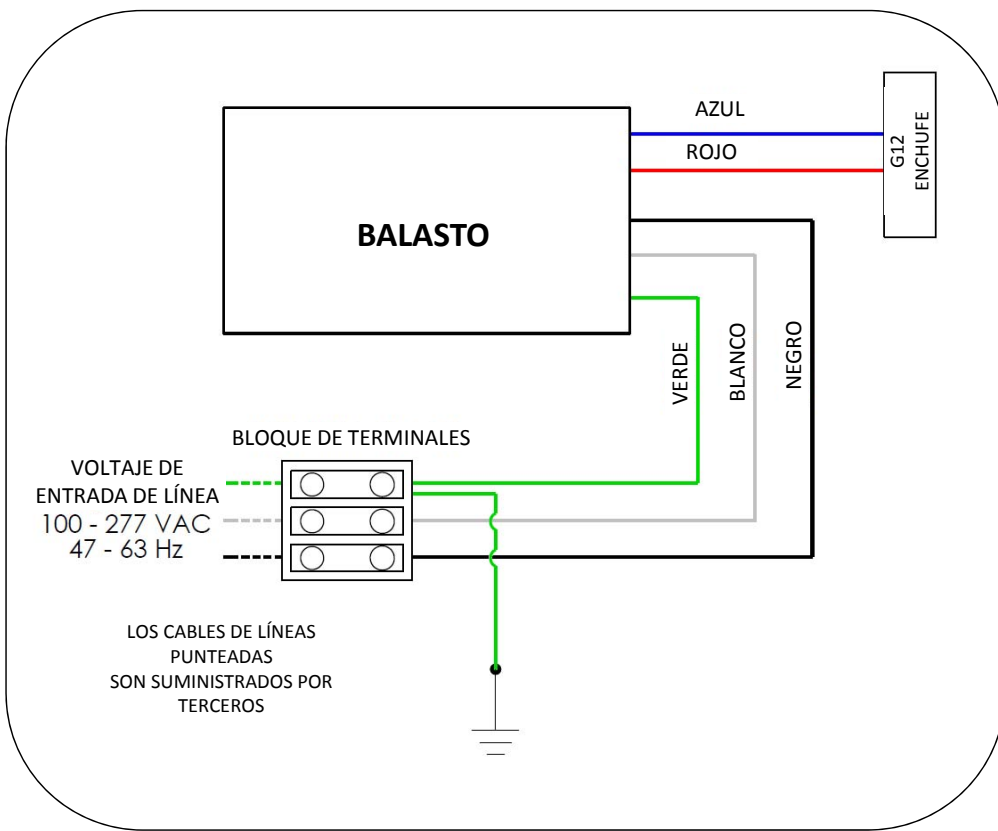 AZUL
ROJO
G12
ENCHUFE
BALASTO
VERDE
BLANCO
NEGRO
BLOQUE DE TERMINALES
VOLTAJE DE
ENTRADA DE LÍNEA
100 - 277 VAC
47 - 63 Hz
LOS CABLES DE LÍNEAS
PUNTEADAS
SON SUMINISTRADOS POR
TERCEROS